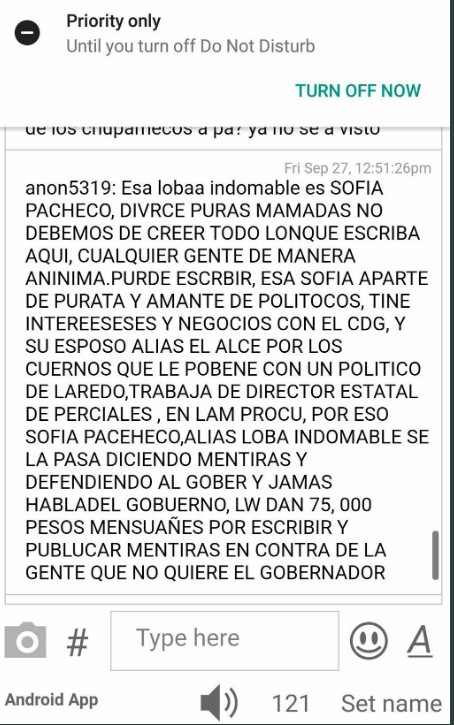 Priority only
Until you turn off Do Not Disturb
TURN OFF NOW
de los chupamecos a pa? ya no se a visto
Fri Sep 27, 12:51:26pm
anon5319: Esa lobaa indomable es SOFIA
PACHECO, DIVRCE PURAS MAMADAS NO
DEBEMOS DE CREER TODO LONQUE ESCRIBA
AQUI, CUALQUIER GENTE DE MANERA
ANINIMA.PURDE ESCRBIR, ESA SOFIA APARTE
DE PURATA Y AMANTE DE POLITOCOS, TINE
INTEREESESES Y NEGOCIOS CON EL CDG, Y
SU ESPOSO ALIAS EL ALCE POR LOS
CUERNOS QUE LE POBENE CON UN POLITICO
DE LAREDO,TRABAJA DE DIRECTOR ESTATAL
DE PERCIALES , EN LAM PROCU, POR ESO
SOFIA PACEHECO,ALIAS LOBA INDOMABLE SE
LA PASA DICIENDO MENTIRAS Y
DEFENDIENDO AL GOBER Y JAMAS
HABLADEL GOBUERNO, LW DAN 75, 000
PESOS MENSUAÑES POR ESCRIBIR Y
PUBLUCAR MENTIRAS EN CONTRA DE LA
GENTE QUE NO QUIERE EL GOBERNADOR
# Type here A
Android App 121 Set name